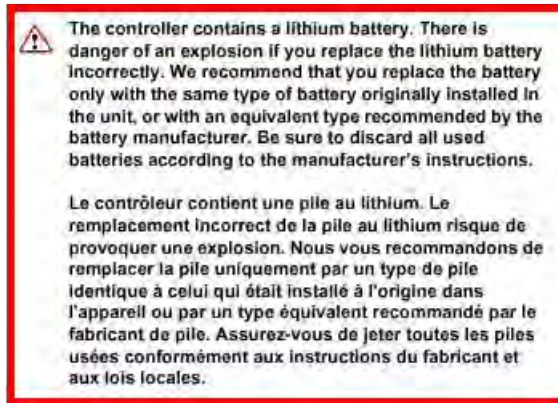 The controller contains a lithium battery. There is
danger of an explosion if you replace the lithium battery
incorrectly. We recommend that you replace the battery
only with the same type of battery originally installed in
the unit, or with an equivalent type recommended by the
battery manufacturer. Be sure to discard all used
batteries according to the manufacturer's instructions.
Le contrôleur contient une pile au lithium. Le
remplacement incorrect de la pile au lithium risque de
provoquer une explosion. Nous vous recommandons de
remplacer la pile uniquement par un type de pile
identique à celui qui était installé à l'origine dans
l'appareil ou par un type équivalent recommandé par le
fabricant de pile. Assurez-vous de jeter toutes les piles
usées conformément aux instructions du fabricant et
aux lois locales.